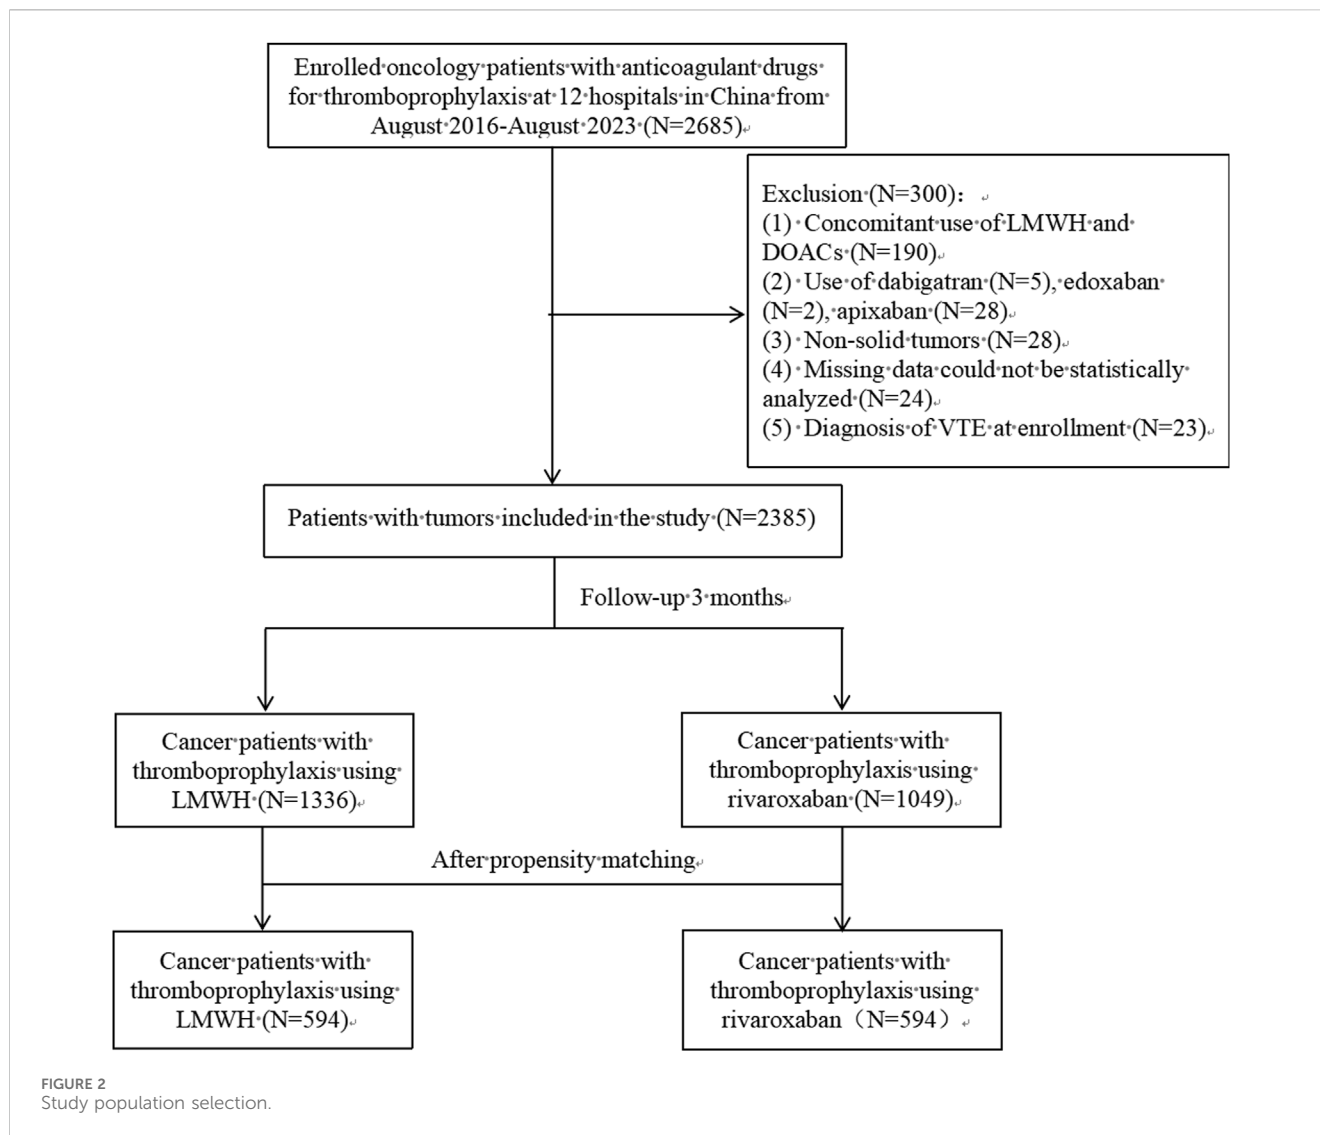 Enrolled oncology patients with anticoagulant drugs
for thromboprophylaxis at 12 hospitals in China from
August 2016-August 2023 (N=2685)
Exclusion (N=300)：
(1) Concomitant use of LMWH and
DOACs (N=190)
(2) Use of dabigatran (N=5), edoxaban
(N=2), apixaban (N=28)
(3) Non-solid tumors (N=28)
(4) Missing data could not be statistically
analyzed (N=24)
(5) Diagnosis of VTE at enrollment (N=23)
Patients with tumors included in the study (N=2385)
Follow-up 3 months
Cancer patients with
thromboprophylaxis using
LMWH (N=1336)
Cancer patients with
thromboprophylaxis using
rivaroxaban (N=1049)
After propensity matching
Cancer patients with
thromboprophylaxis using
LMWH (N=594)
Cancer patients with
thromboprophylaxis using
rivaroxaban（N=594）
FIGURE 2
Study population selection.